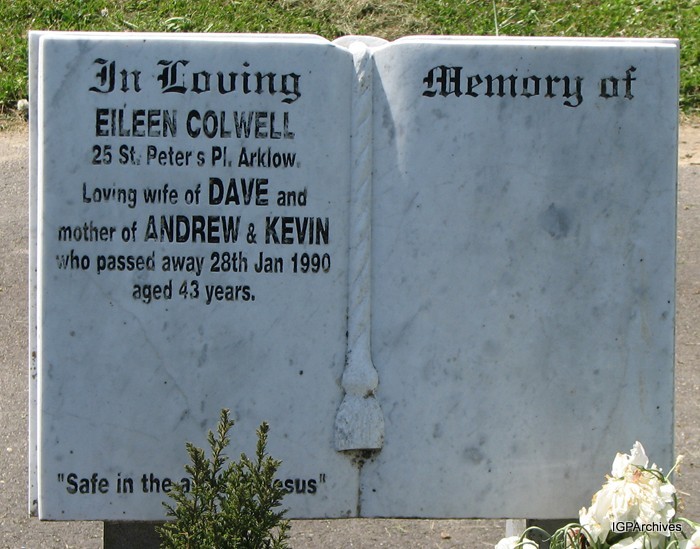 In Loving Memory of
EILEEN COLWELL
25 St. Peter's Pl. Arklow.
Loving wife of DAVE and
mother of ANDREW & KEVIN
who passed away 28th Jan 1990
aged 43 years.
"Safe in the
IGPArchives